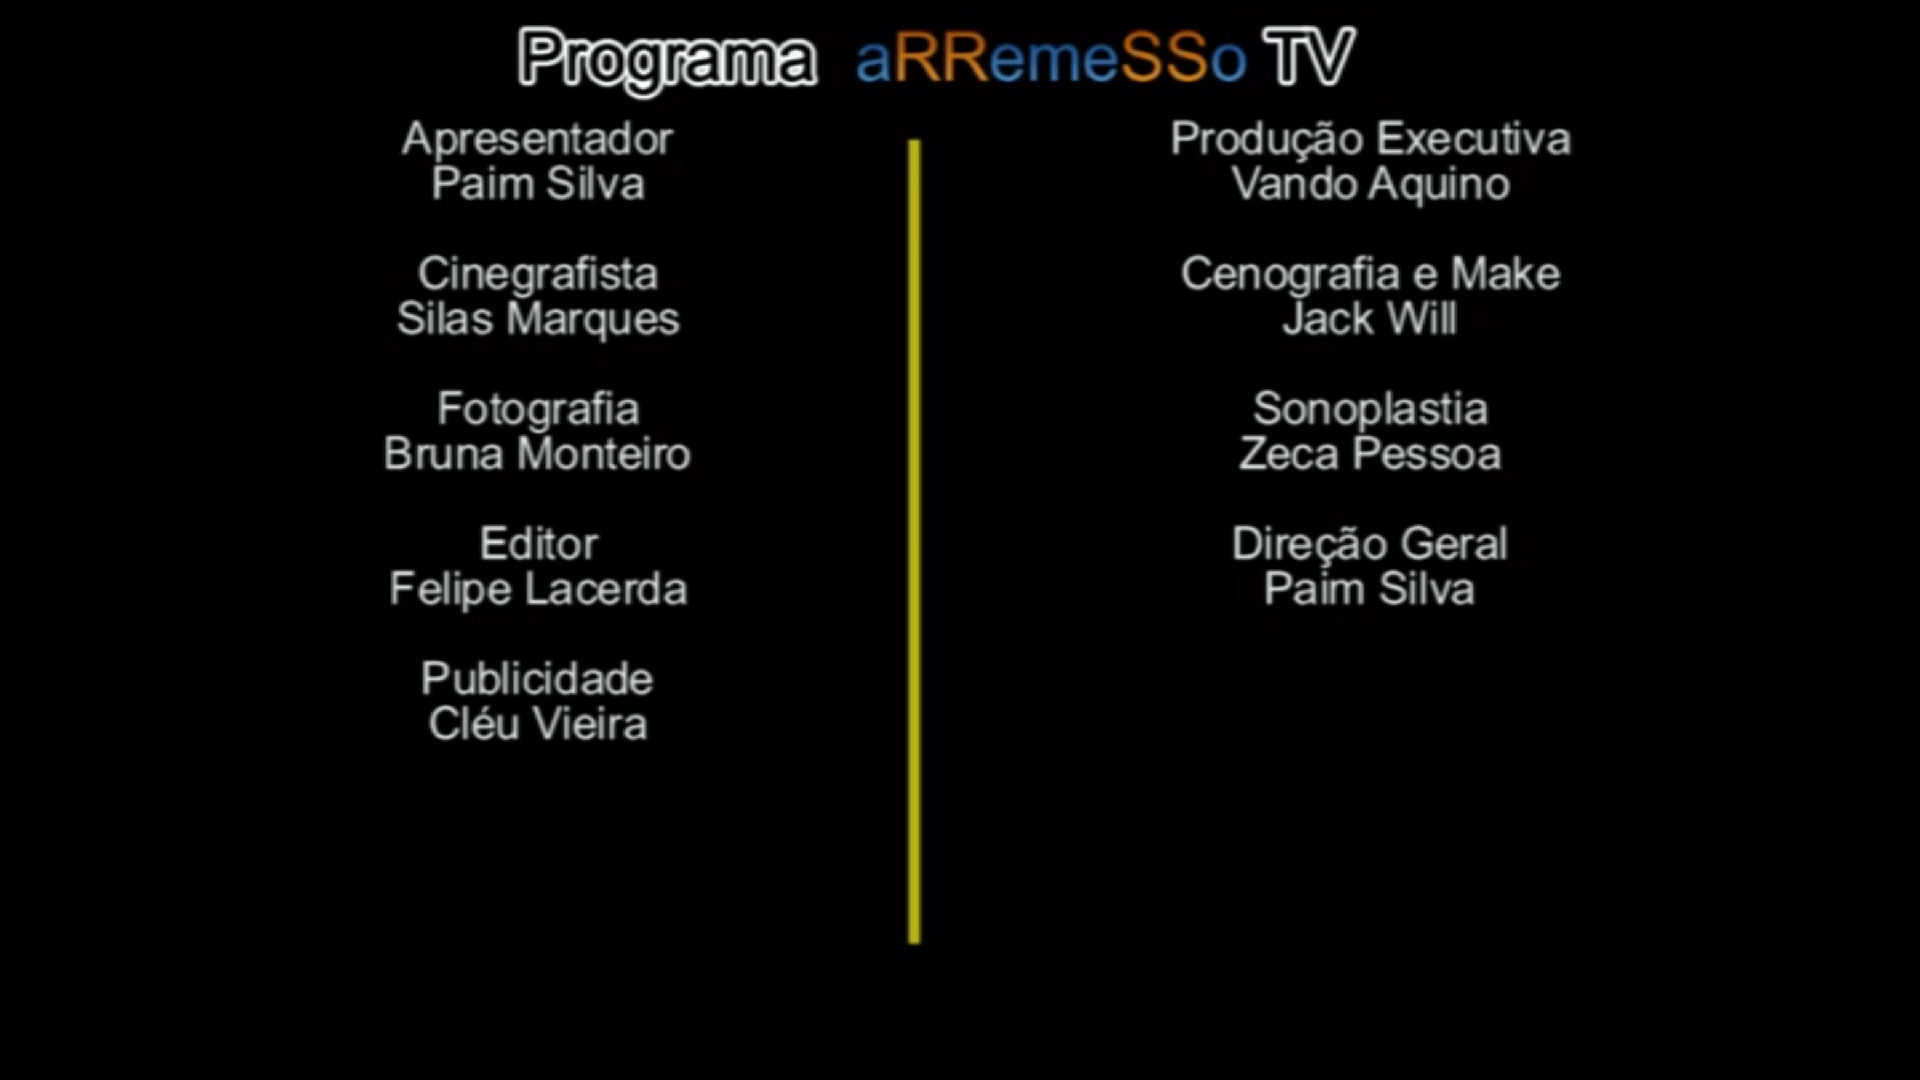 Programa aRRemeSSo TV
Apresentador
Paim Silva
Cinegrafista
Silas Marques
Fotografia
Bruna Monteiro
Editor
Felipe Lacerda
Publicidade
Cléu Vieira
Produção Executiva
Vando Aquino
Cenografia e Make
Jack Will
Sonoplastia
Zeca Pessoa
Direção Geral
Paim Silva